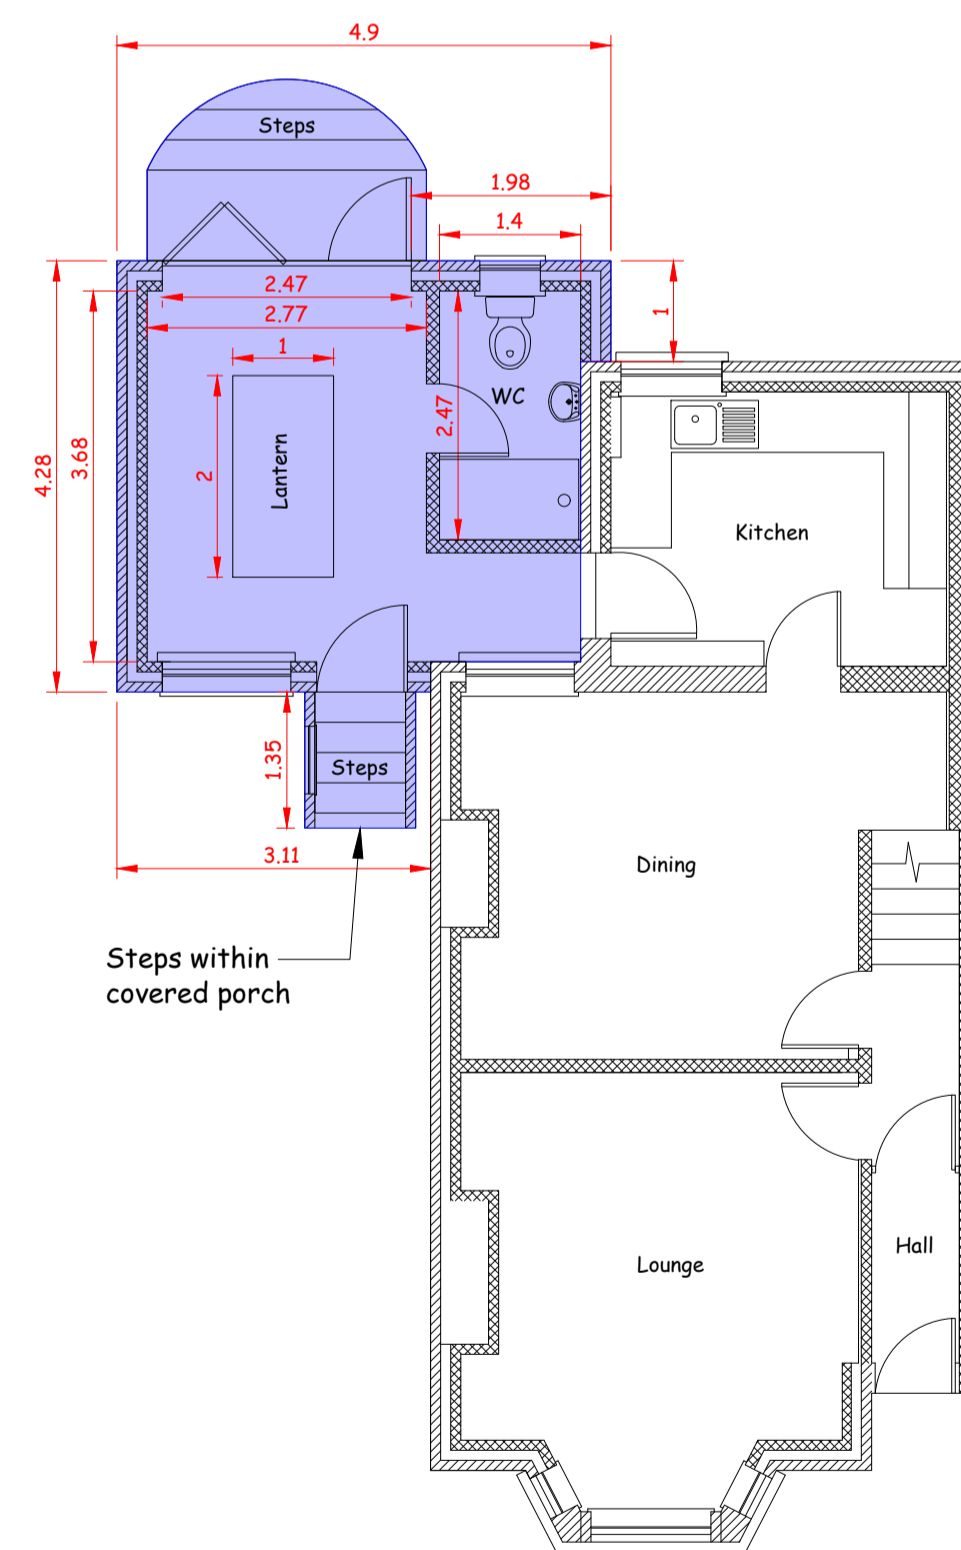 4.9
Steps
1.98
1.4
2.47
2.77
1
1
WC
2.47
4.28
3.68
2
Lantern
Kitchen
1.35
Steps
3.11
Dining
Steps within
covered porch
Hall
Lounge